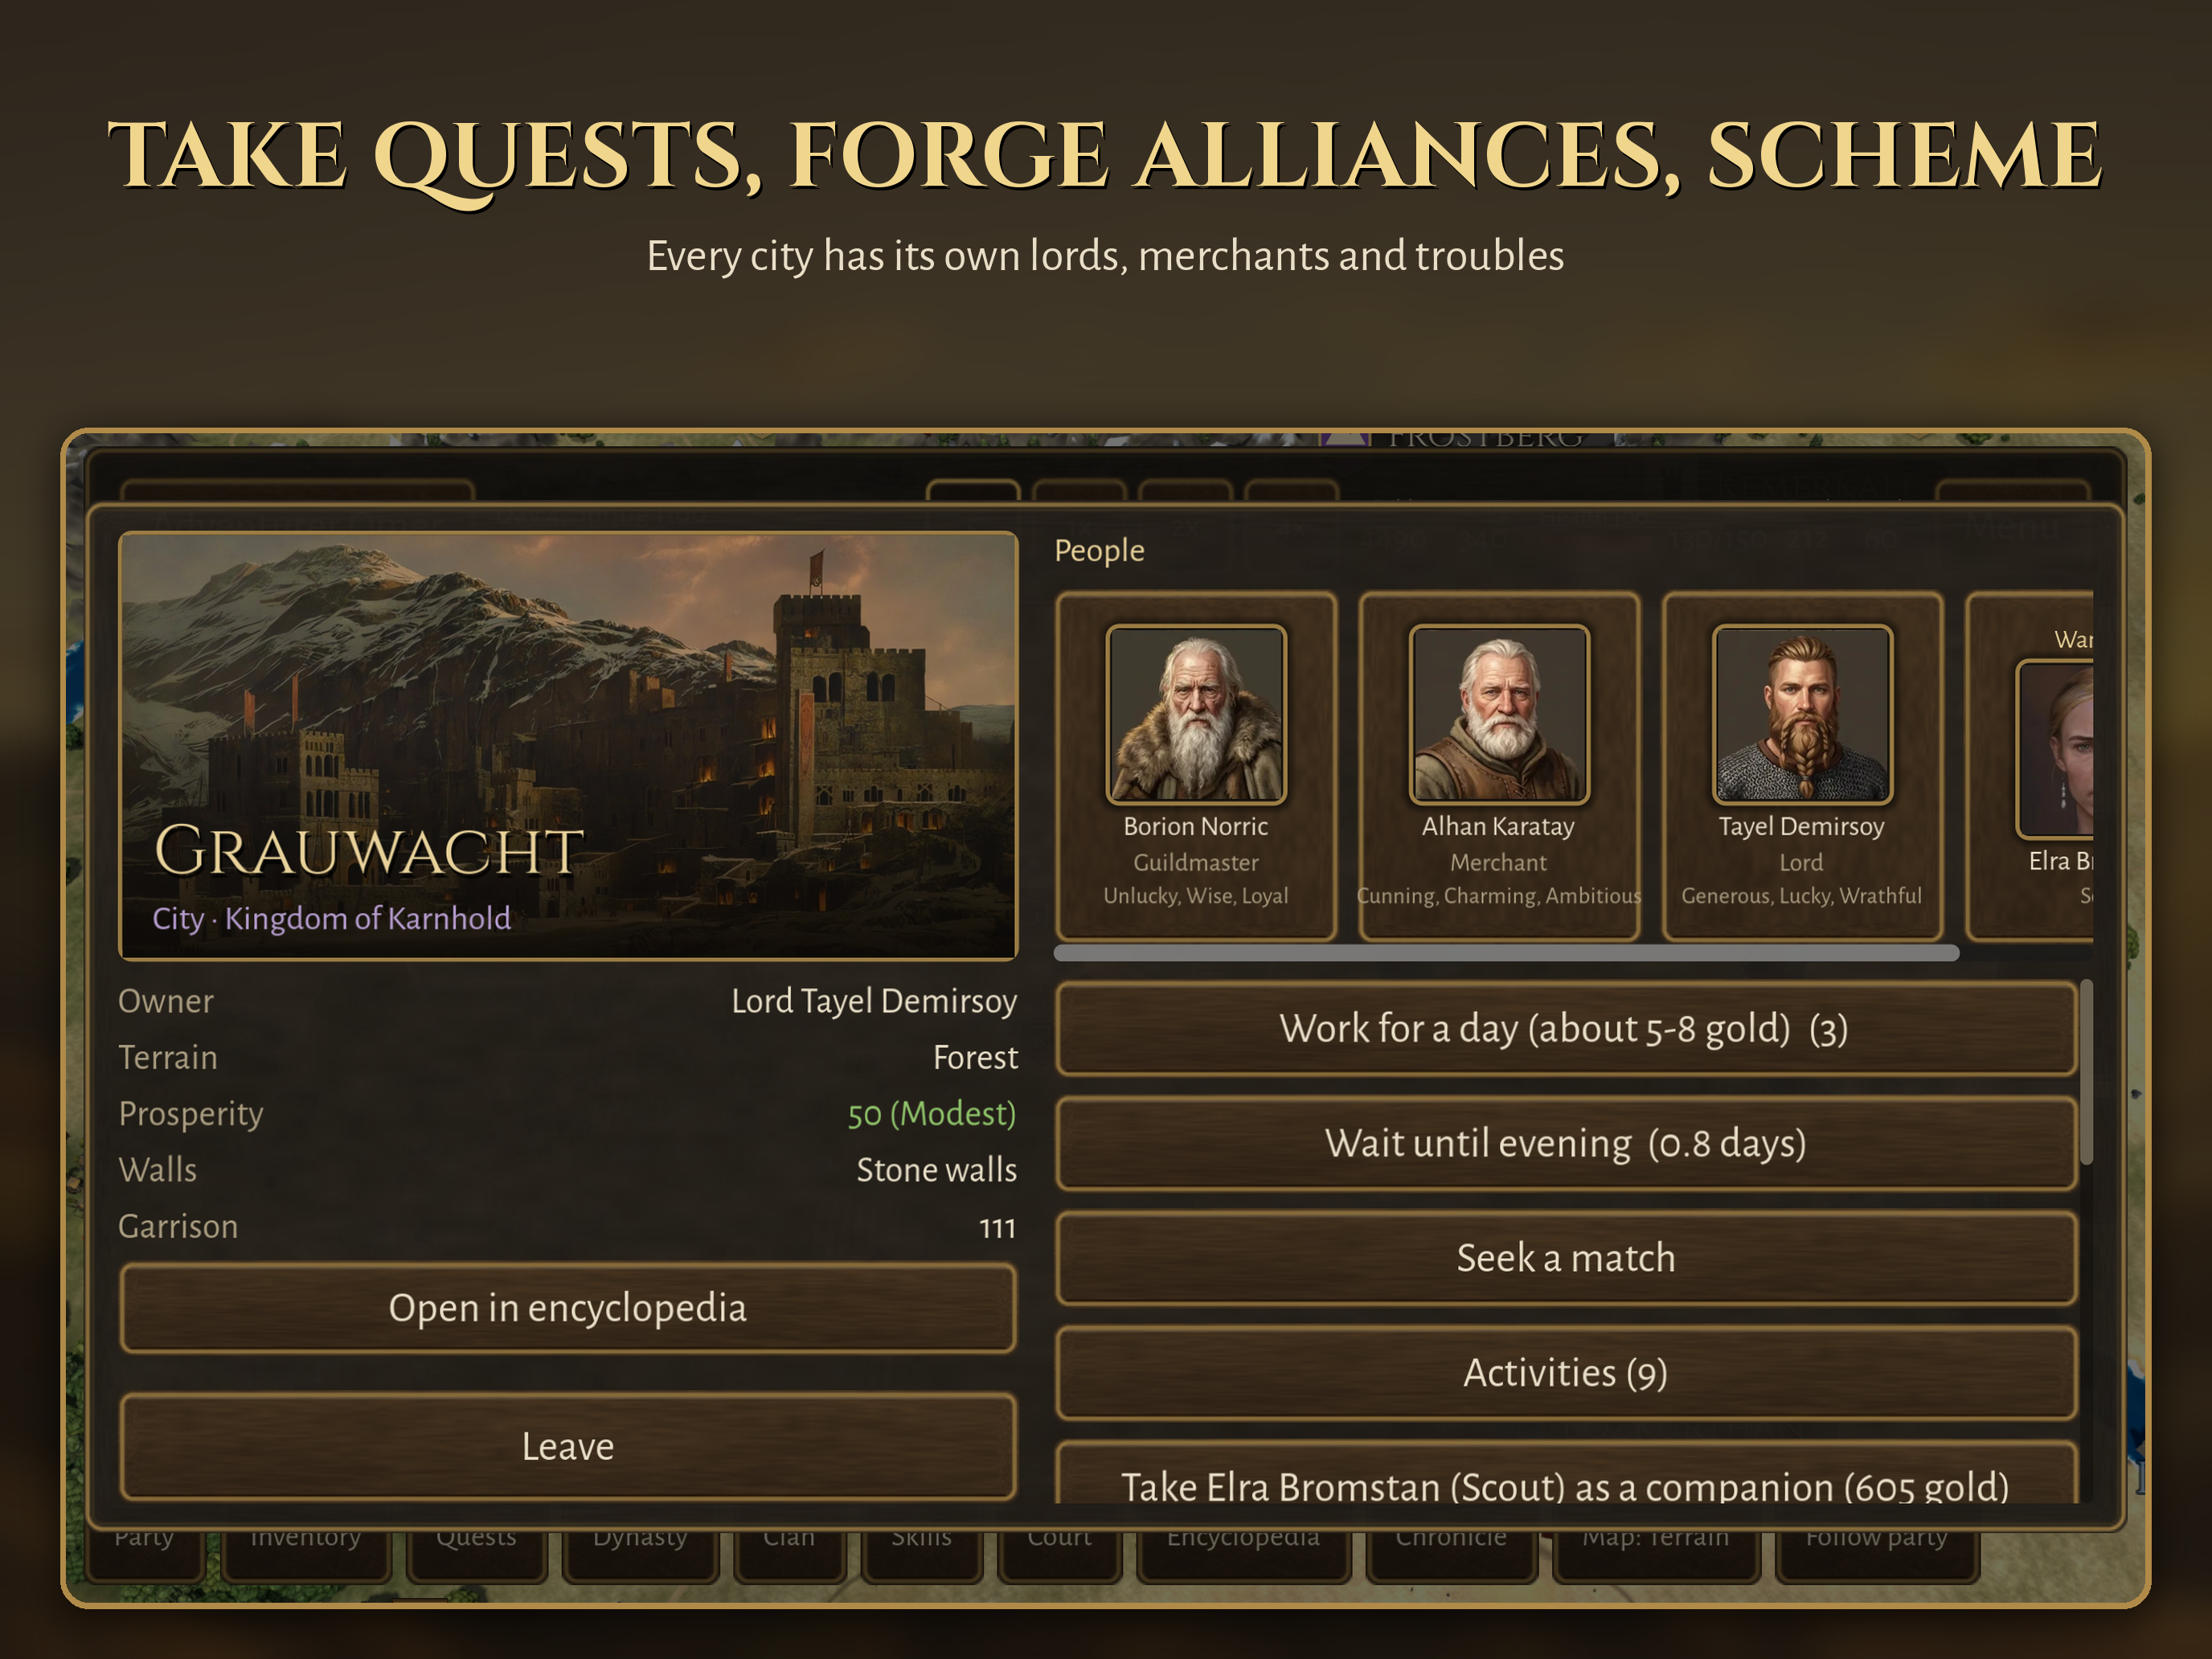 TAKE QUESTS, FORGE ALLIANCES, SCHEME
Every city has its own lords, merchants and troubles
FROSTBERG
GRAUWACHT
City · Kingdom of Karnhold
Owner Lord Tayel Demirsoy
Terrain Forest
Prosperity 50 (Modest)
Walls Stone walls
Garrison 111
Open in encyclopedia
Leave
People
Borion Norric
Guildmaster
Unlucky, Wise, Loyal
Alhan Karatay
Merchant
Cunning, Charming, Ambitious
Tayel Demirsoy
Lord
Generous, Lucky, Wrathful
Elra
Work for a day (about 5-8 gold) (3)
Wait until evening (0.8 days)
Seek a match
Activities (9)
Take Elra Bromstan (Scout) as a companion (605 gold)
Party Inventory Quests Dynasty Clan Skills Court Encyclopedia Chronicle Map: Terrain Follow party